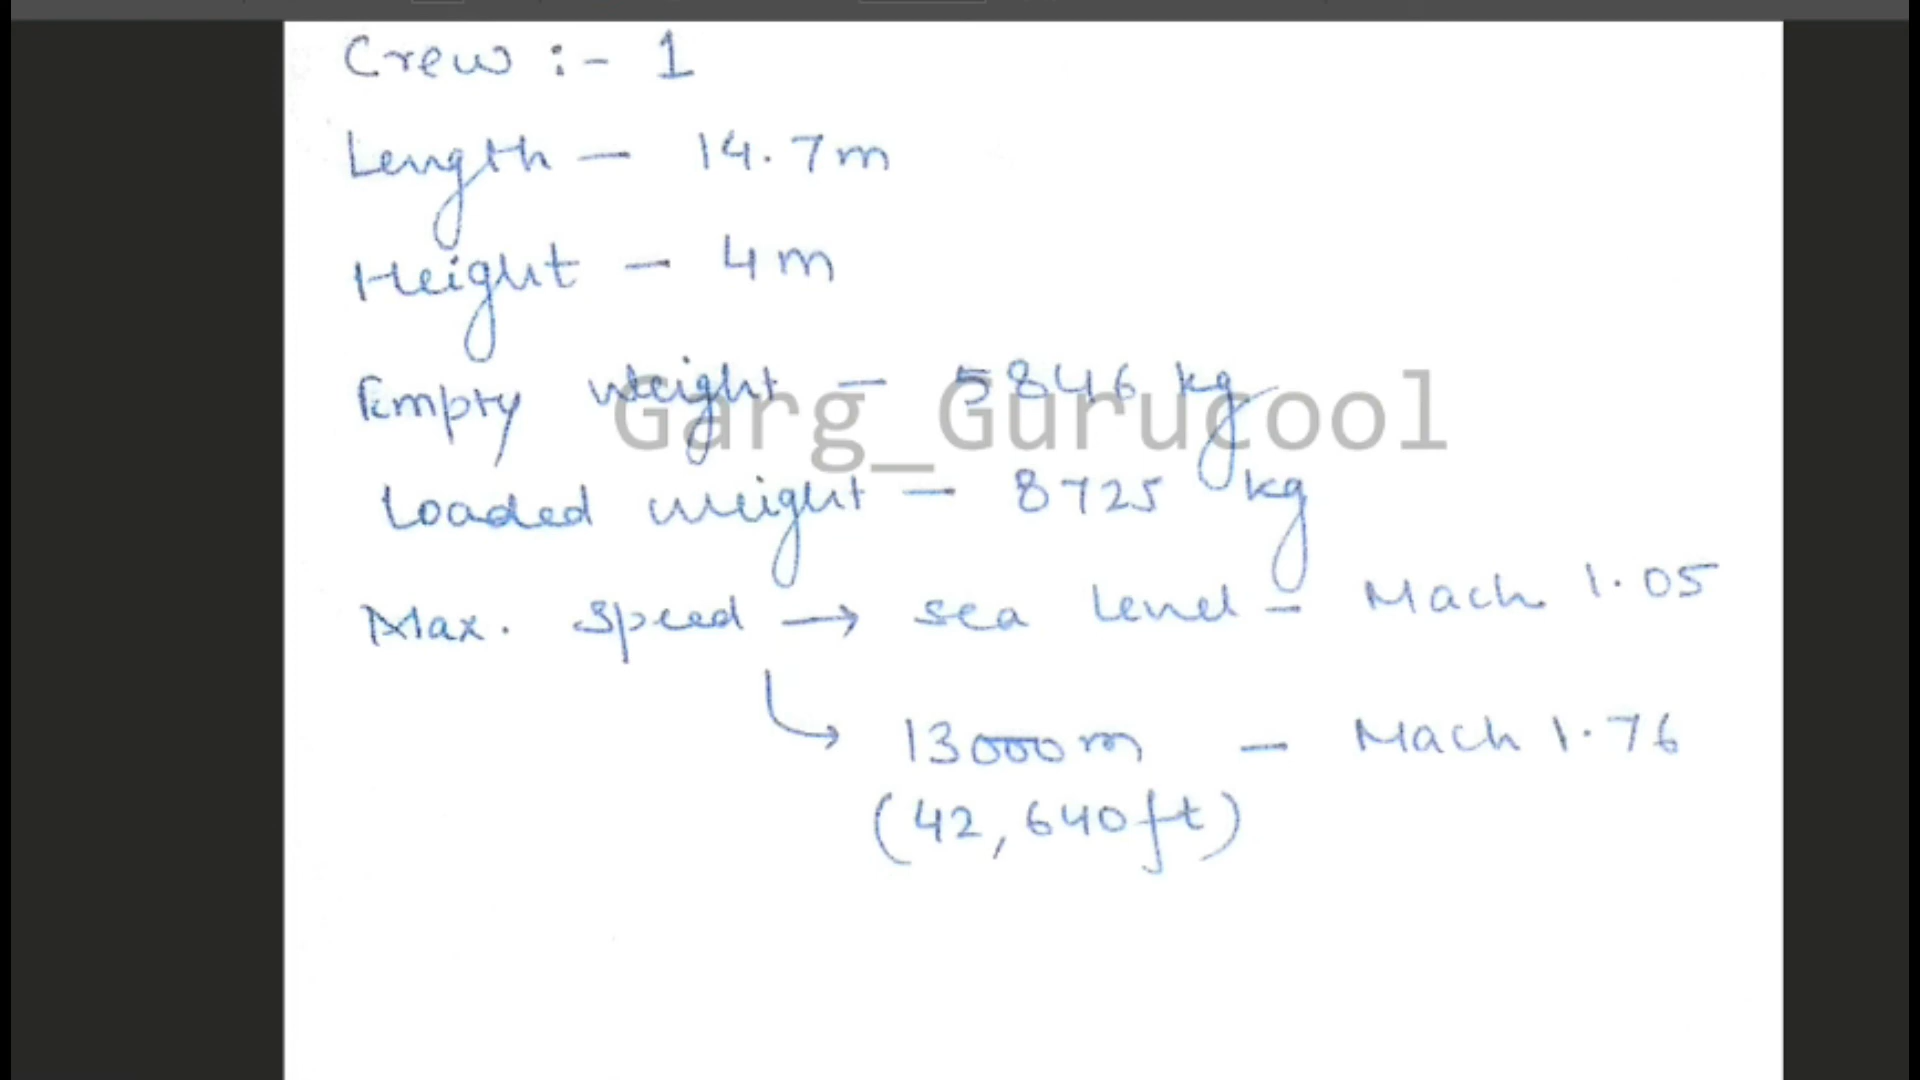 Crew :- 1
Length - 14.7m
Height - 4m
Empty weight - 5846 kg
Garg_Gurucool
Loaded weight - 8725 kg
Max. Speed → sea level - Mach 1.05
↳ 13000m - Mach 1.76
(42,640ft)